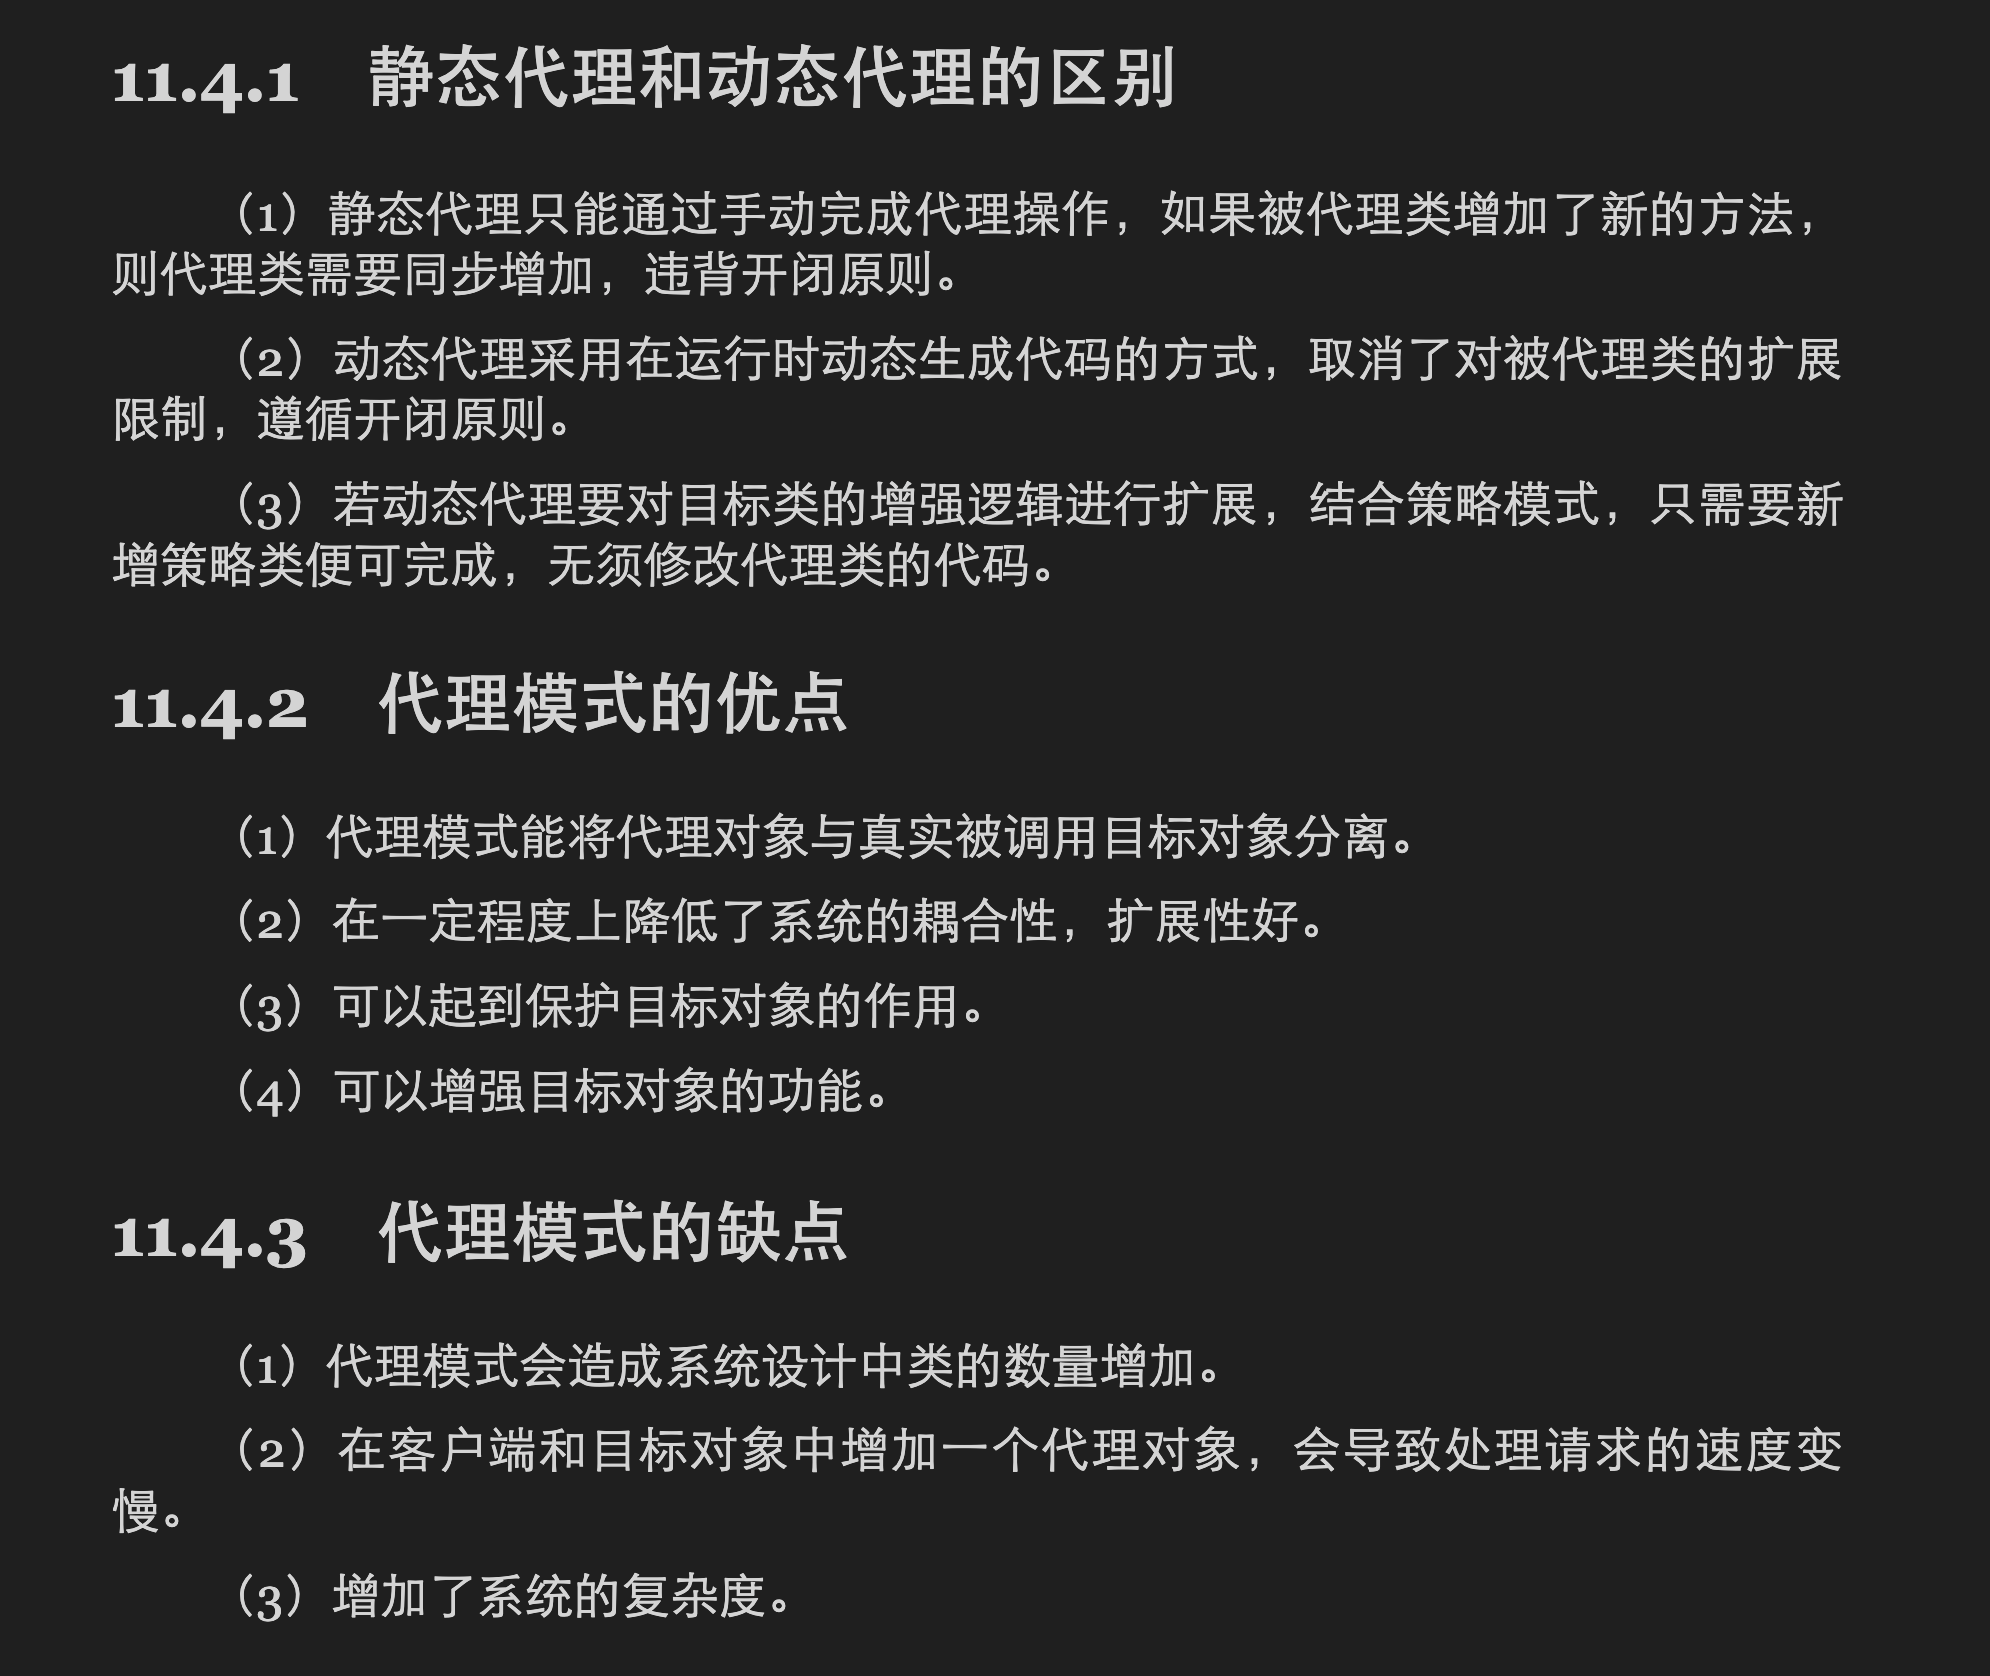 11.4.1 静态代理和动态代理的区别
（1）静态代理只能通过手动完成代理操作，如果被代理类增加了新的方法，
则代理类需要同步增加，违背开闭原则。
（2）动态代理采用在运行时动态生成代码的方式，取消了对被代理类的扩展
限制，遵循开闭原则。
（3）若动态代理要对目标类的增强逻辑进行扩展，结合策略模式，只需要新
增策略类便可完成，无须修改代理类的代码。
11.4.2 代理模式的优点
（1）代理模式能将代理对象与真实被调用目标对象分离。
（2）在一定程度上降低了系统的耦合性，扩展性好。
（3）可以起到保护目标对象的作用。
（4）可以增强目标对象的功能。
11.4.3 代理模式的缺点
（1）代理模式会造成系统设计中类的数量增加。
（2）在客户端和目标对象中增加一个代理对象，会导致处理请求的速度变
慢。
（3）增加了系统的复杂度。